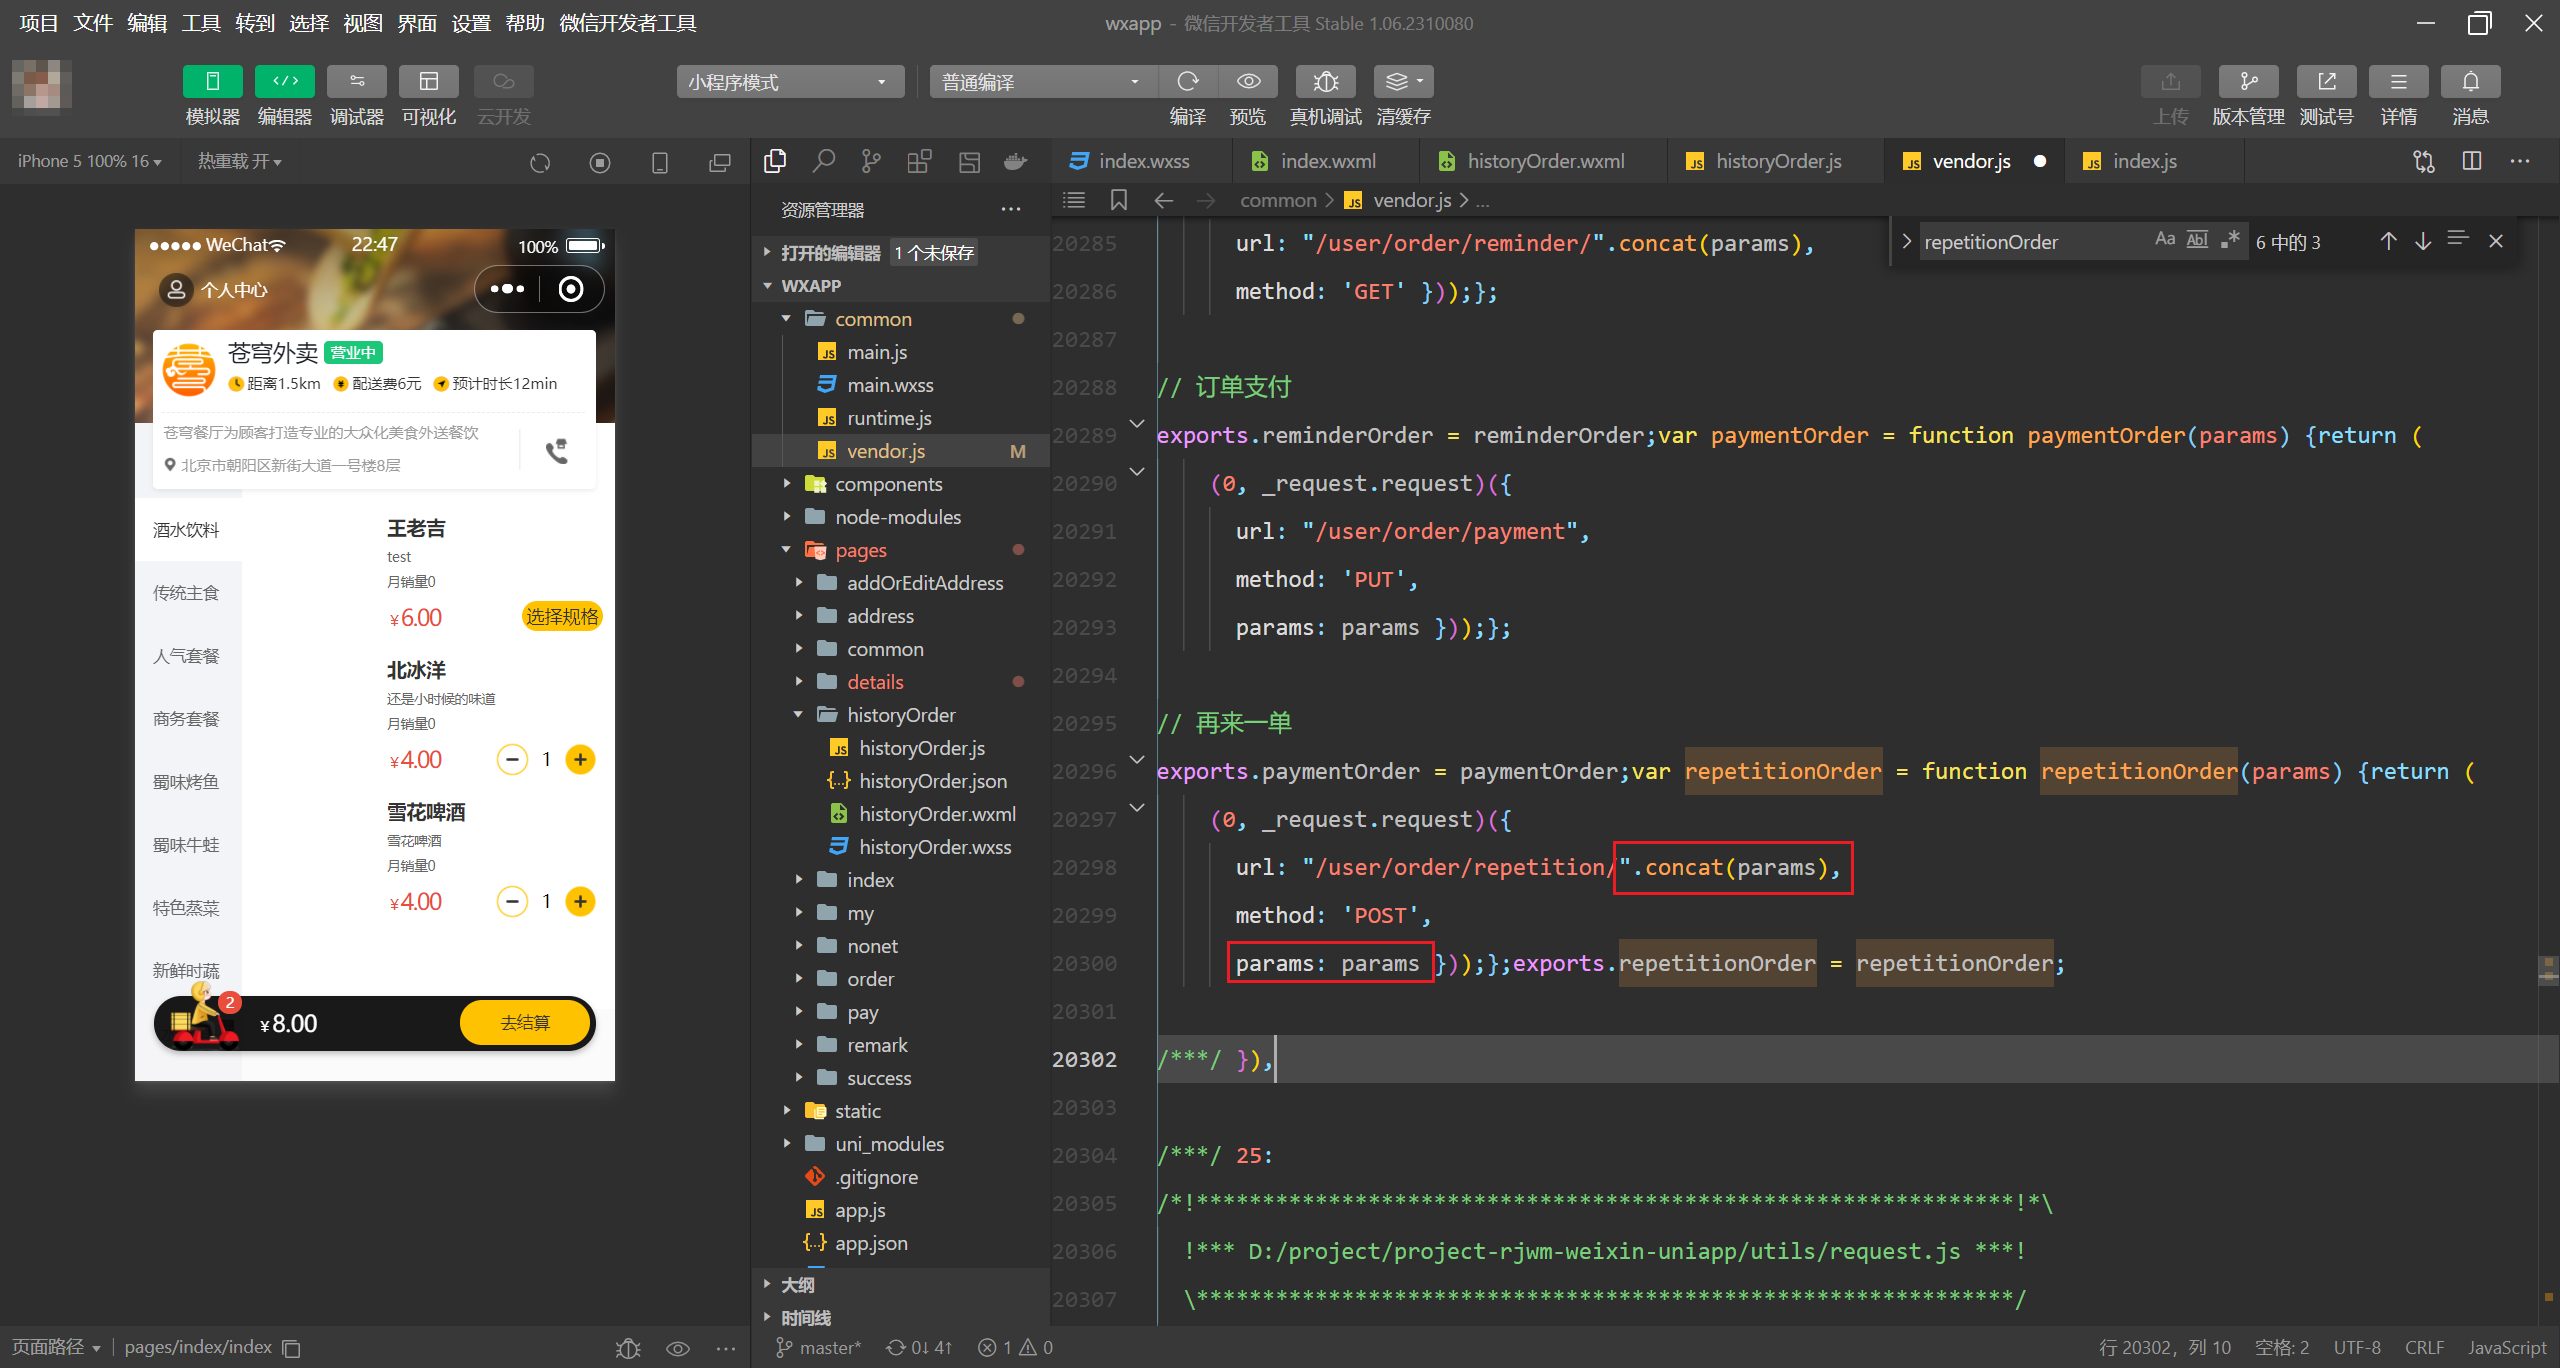 项目 文件 编辑 工具 转到 选择 视图 界面 设置 帮助 微信开发者工具
wxapp - 微信开发者工具 Stable 1.06.2310080
模拟器 编辑器 调试器 可视化 云开发
小程序模式 普通编译
编译 预览 真机调试 清缓存
上传 版本管理 测试号 详情 消息
iPhone 5 100% 16 热重载 开
WeChat 22:47 100%
个人中心
苍穹外卖 营业中
距离1.5km 配送费6元 预计时长12min
苍穹餐厅为顾客打造专业的大众化美食外送餐饮
北京市朝阳区新街大道一号楼8层
酒水饮料
传统主食
人气套餐
商务套餐
蜀味烤鱼
蜀味牛蛙
特色蒸菜
新鲜时蔬
王老吉
test
月销量0
¥6.00 选择规格
北冰洋
还是小时候的味道
月销量0
¥4.00 1
雪花啤酒
雪花啤酒
月销量0
¥4.00 1
2 ¥8.00 去结算
页面路径 pages/index/index
资源管理器
打开的编辑器 1 个未保存
WXAPP
common
main.js
main.wxss
runtime.js
vendor.js M
components
node-modules
pages
addOrEditAddress
address
common
details
historyOrder
historyOrder.js
historyOrder.json
historyOrder.wxml
historyOrder.wxss
index
my
nonet
order
pay
remark
success
static
uni_modules
.gitignore
app.js
app.json
大纲
时间线
index.wxss index.wxml historyOrder.wxml historyOrder.js vendor.js index.js
common > vendor.js > ...
repetitionOrder Aa Abl .* 6 中的 3
20285 url: "/user/order/reminder/".concat(params),
20286 method: 'GET' }));};
20287
20288 // 订单支付
20289 exports.reminderOrder = reminderOrder;var paymentOrder = function paymentOrder(params) {return (
20290 (0, _request.request)({
20291 url: "/user/order/payment",
20292 method: 'PUT',
20293 params: params }));};
20294
20295 // 再来一单
20296 exports.paymentOrder = paymentOrder;var repetitionOrder = function repetitionOrder(params) {return (
20297 (0, _request.request)({
20298 url: "/user/order/repetition/".concat(params),
20299 method: 'POST',
20300 params: params }));};exports.repetitionOrder = repetitionOrder;
20301
20302 /***/ }),
20303
20304 /***/ 25:
20305 /*!**************************************************************!*\
20306 !*** D:/project/project-rjwm-weixin-uniapp/utils/request.js ***!
20307 \**************************************************************/
master* 0↓ 4↑ 1 0
行 20302，列 10 空格: 2 UTF-8 CRLF JavaScript